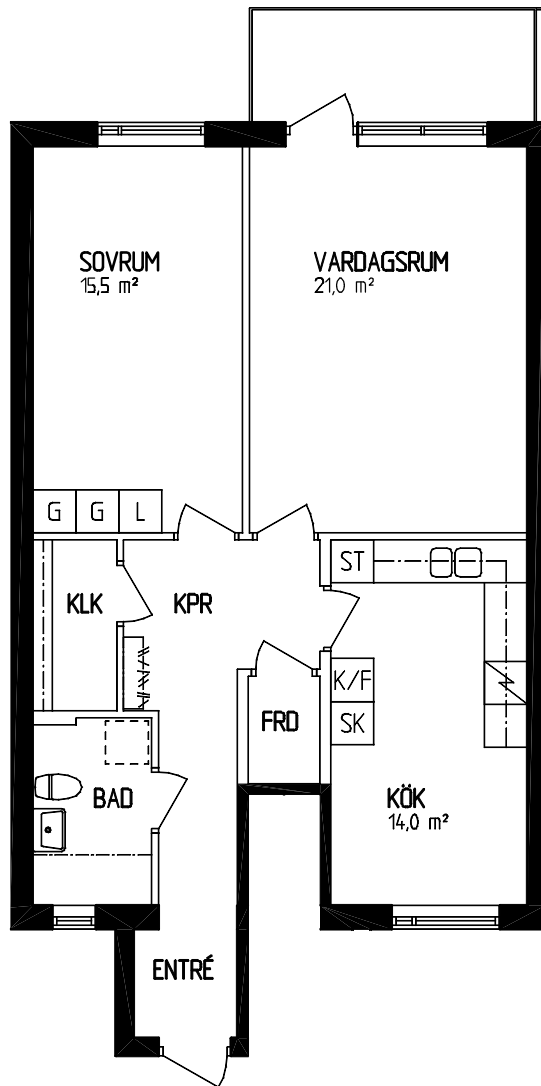 SOVRUM
15,5 m²
VARDAGSRUM
21,0 m²
G G L
ST
KLK
KPR
K/F
SK
FRD
BAD
KÖK
14,0 m²
ENTRÉ